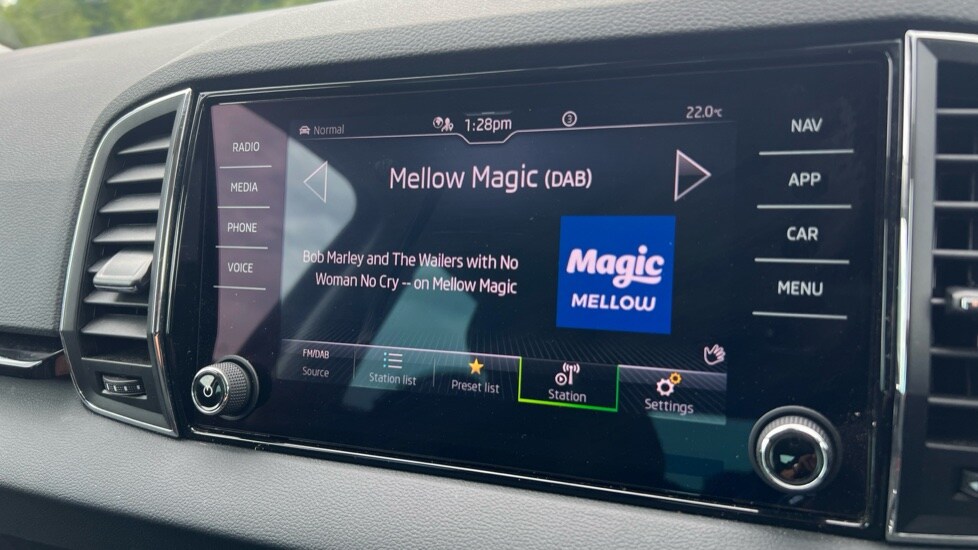 Normal
1:28pm
3
22.0°C
RADIO
MEDIA
PHONE
VOICE
Mellow Magic (DAB)
Bob Marley and The Wailers with No
Woman No Cry -- on Mellow Magic
Magic
MELLOW
FM/DAB
Source
Station list
Preset list
Station
Settings
NAV
APP
CAR
MENU